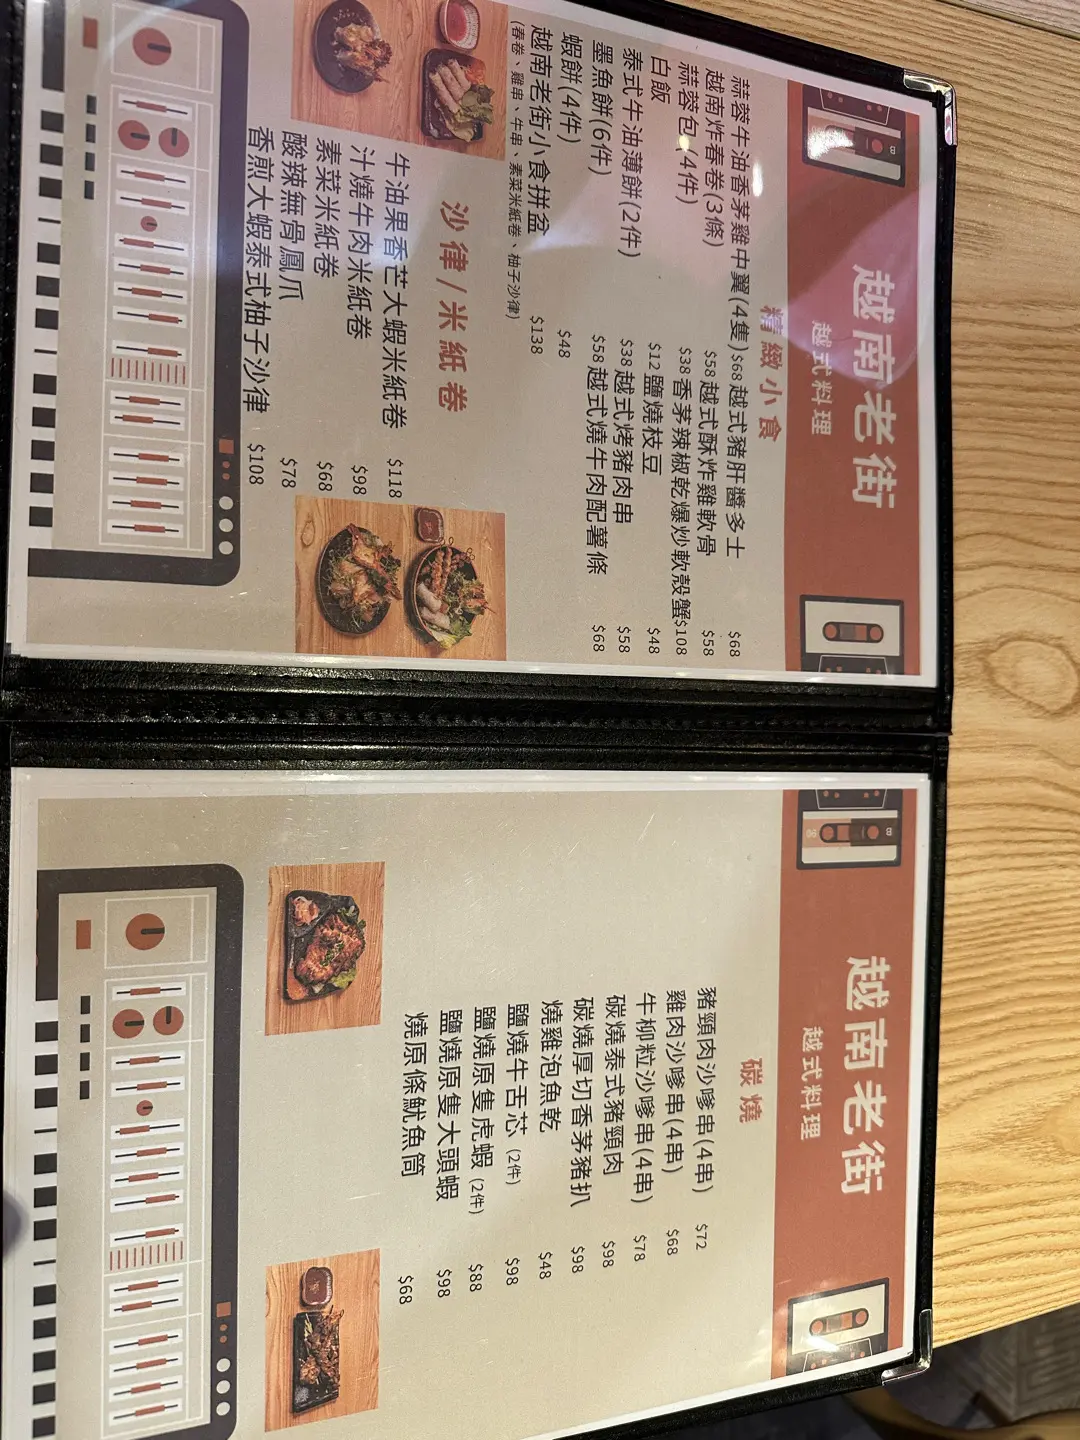 越南老街
越式料理
精緻小食
蒜蓉牛油香茅雞中翼(4隻) $68 越式豬肝醬多士 $68
越南炸春卷(3條) $58 越式酥炸雞軟骨 $58
蒜蓉包(4件) $38 香茅辣椒乾爆炒軟殼蟹 $108
白飯 $12 鹽燒枝豆 $48
泰式牛油薄餅(2件) $38 越式烤豬肉串 $58
墨魚餅(6件) $58 越式燒牛肉配薯條 $68
蝦餅(4件) $48
越南老街小食拼盆 $138
(春卷、雞串、牛串、素菜米紙卷、柚子沙律)
沙律/米紙卷
牛油果香芒大蝦米紙卷 $118
汁燒牛肉米紙卷 $98
素菜米紙卷 $68
酸辣無骨鳳爪 $78
香煎大蝦泰式柚子沙律 $108
越南老街
越式料理
碳燒
豬頸肉沙嗲串(4串) $72
雞肉沙嗲串(4串) $68
牛柳粒沙嗲串(4串) $78
碳燒泰式豬頸肉 $98
碳燒厚切香茅豬扒 $98
燒雞泡魚乾 $48
鹽燒牛舌芯 (2件) $98
鹽燒原隻虎蝦 (2件) $88
鹽燒原隻大頭蝦 $98
燒原條魷魚筒 $68